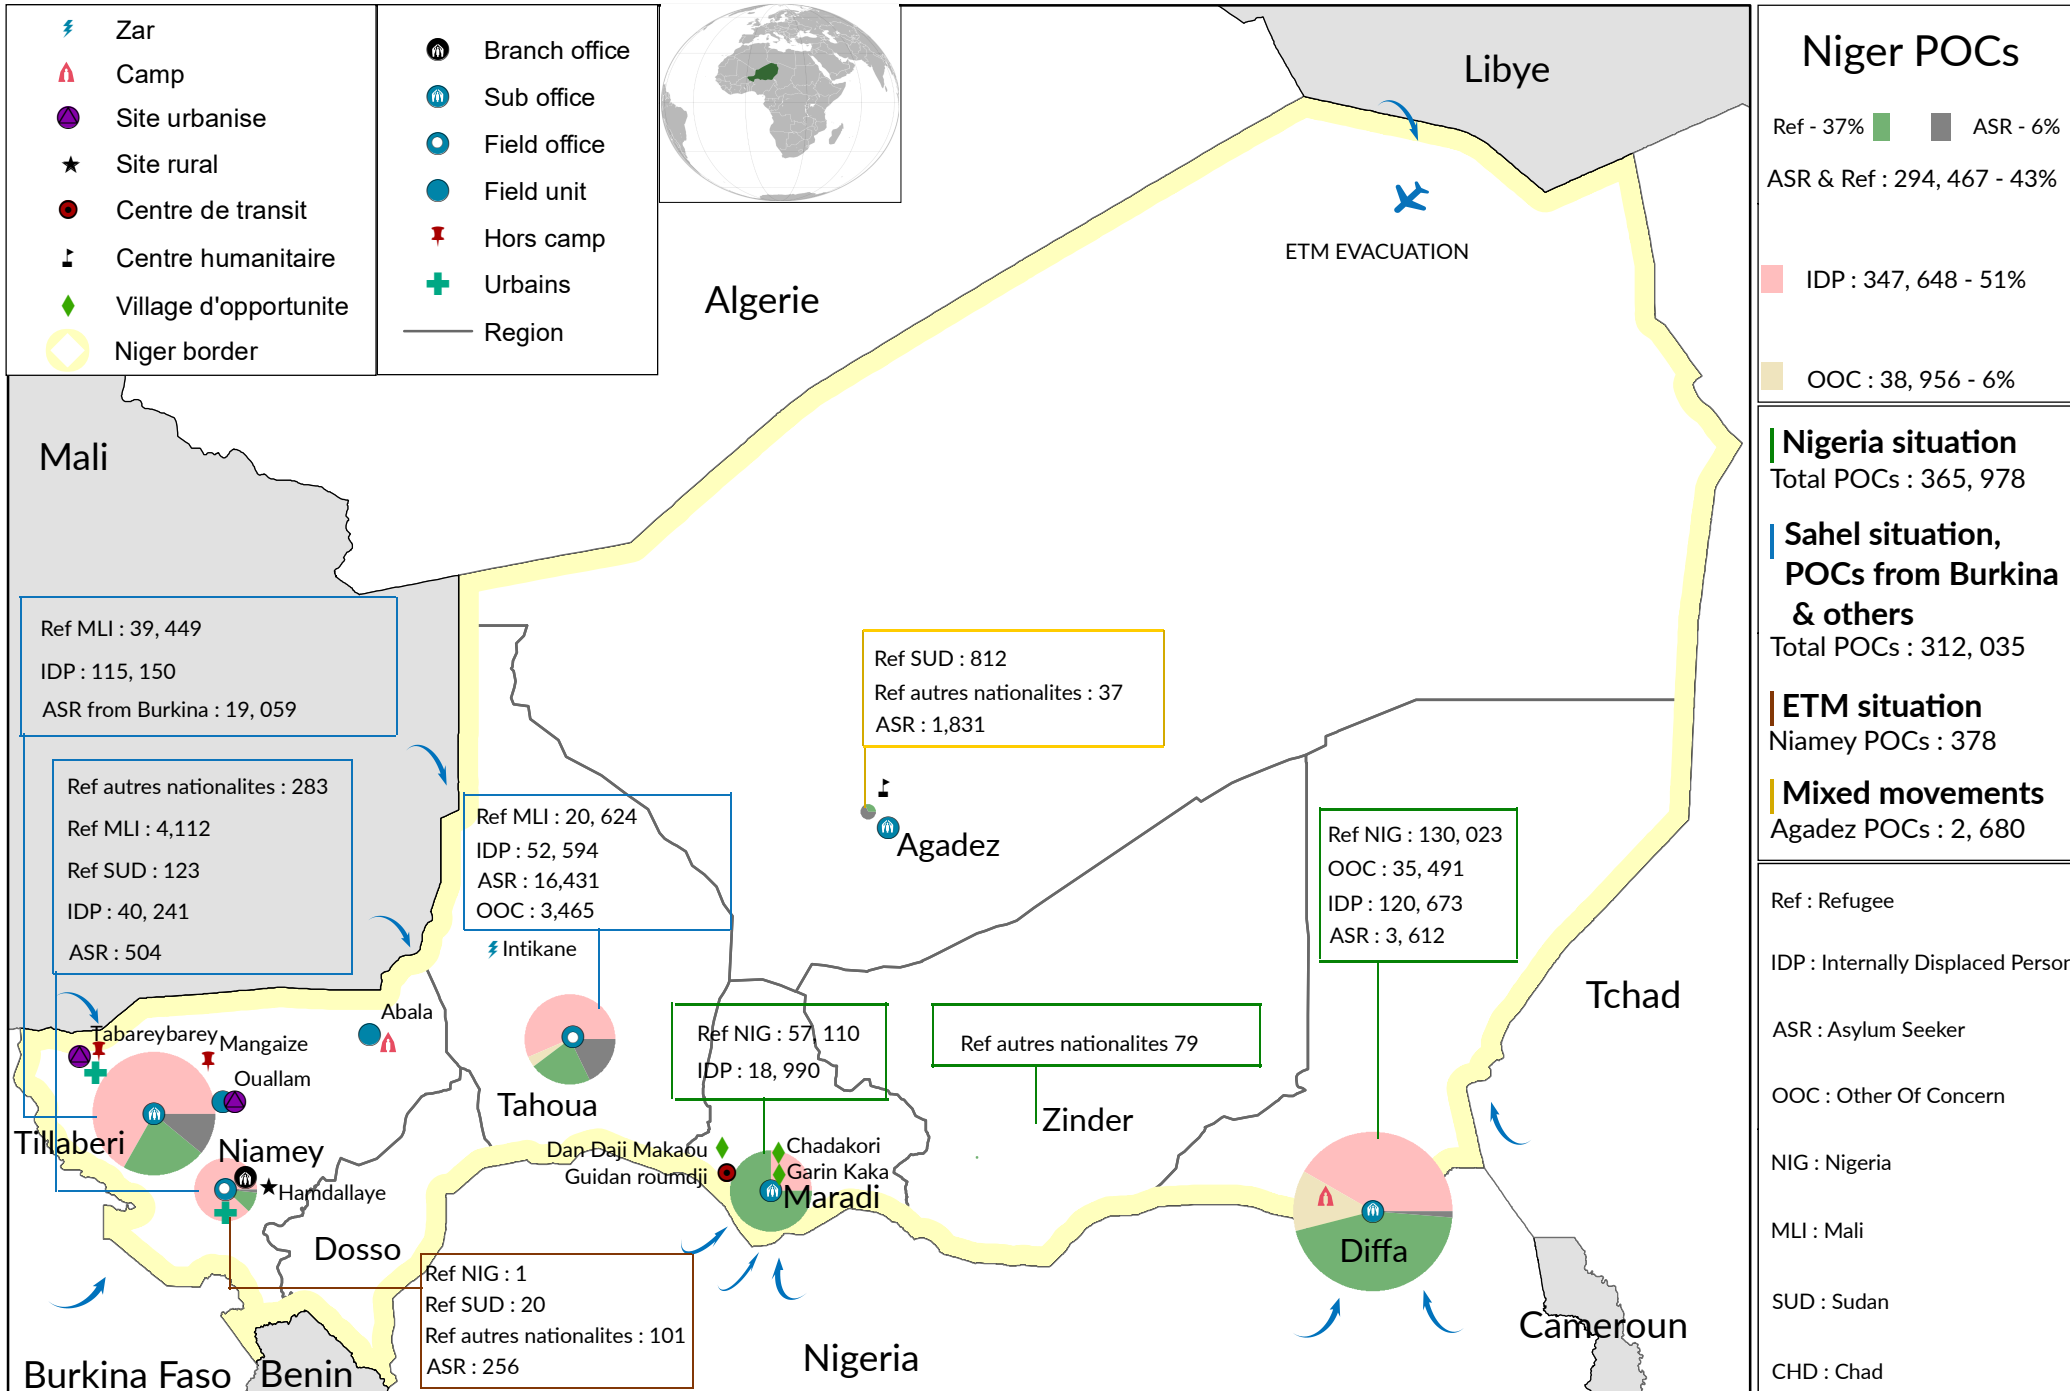 Zar
Camp
Site urbanise
Site rural
Centre de transit
Centre humanitaire
Village d'opportunite
Niger border
Branch office
Sub office
Field office
Field unit
Hors camp
Urbains
Region
Libye
ETM EVACUATION
Algerie
Mali
Ref MLI : 39, 449
IDP : 115, 150
ASR from Burkina : 19, 059
Ref autres nationalites : 283
Ref MLI : 4,112
Ref SUD : 123
IDP : 40, 241
ASR : 504
Ref MLI : 20, 624
IDP : 52, 594
ASR : 16,431
OOC : 3,465
Intikane
Ref SUD : 812
Ref autres nationalites : 37
ASR : 1,831
Agadez
Ref NIG : 130, 023
OOC : 35, 491
IDP : 120, 673
ASR : 3, 612
Tchad
Abala
Tabareybarey
Mangaize
Ouallam
Tillaberi
Niamey
Hamdallaye
Tahoua
Ref NIG : 57, 110
IDP : 18, 990
Ref autres nationalites 79
Zinder
Dan Daji Makaou
Guidan roumdji
Chadakori
Garin Kaka
Maradi
Diffa
Dosso
Ref NIG : 1
Ref SUD : 20
Ref autres nationalites : 101
ASR : 256
Burkina Faso
Benin
Nigeria
Cameroun
Niger POCs
Ref - 37%
ASR - 6%
ASR & Ref : 294, 467 - 43%
IDP : 347, 648 - 51%
OOC : 38, 956 - 6%
Nigeria situation
Total POCs : 365, 978
Sahel situation,
POCs from Burkina
& others
Total POCs : 312, 035
ETM situation
Niamey POCs : 378
Mixed movements
Agadez POCs : 2, 680
Ref : Refugee
IDP : Internally Displaced Person
ASR : Asylum Seeker
OOC : Other Of Concern
NIG : Nigeria
MLI : Mali
SUD : Sudan
CHD : Chad